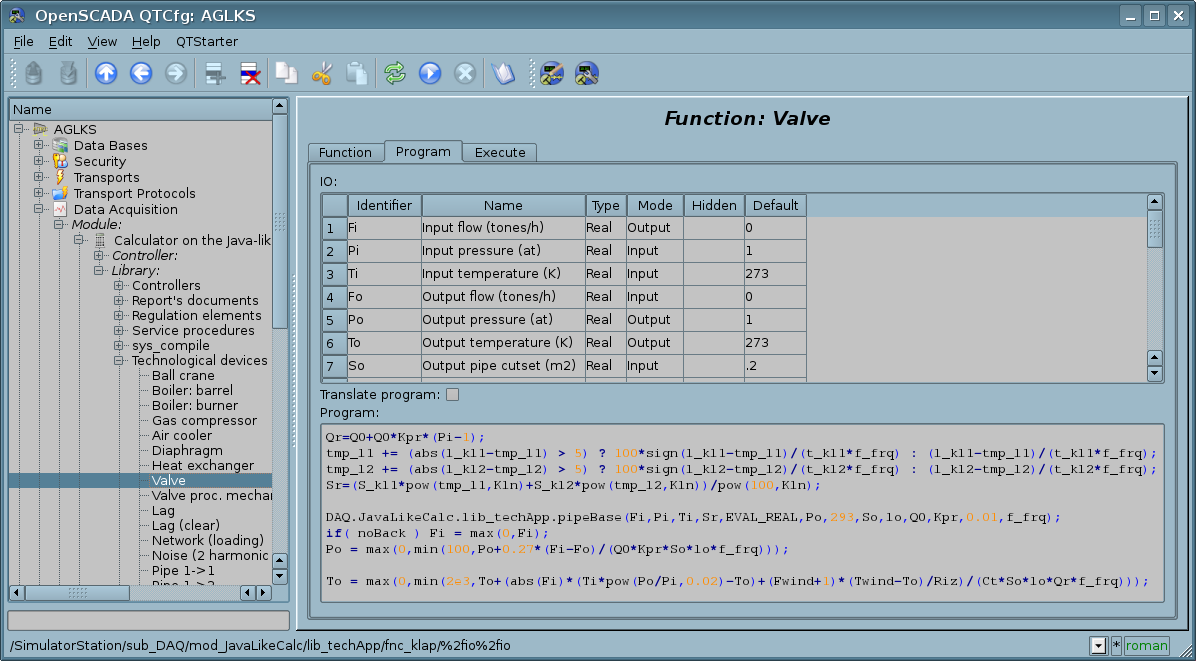 OpenSCADA QTCfg: AGLKS
File Edit View Help QTStarter
Name
AGLKS
Data Bases
Security
Transports
Transport Protocols
Data Acquisition
Module:
Calculator on the Java-lik
Controller:
Library:
Controllers
Report's documents
Regulation elements
Service procedures
sys_compile
Technological devices
Ball crane
Boiler: barrel
Boiler: burner
Gas compressor
Air cooler
Diaphragm
Heat exchanger
Valve
Valve proc. mechar
Lag
Lag (clear)
Network (loading)
Noise (2 harmonic
Pipe 1->1
Pipe 1->2
Function: Valve
Function Program Execute
IO:
Identifier Name Type Mode Hidden Default
1 Fi Input flow (tones/h) Real Output 0
2 Pi Input pressure (at) Real Input 1
3 Ti Input temperature (K) Real Input 273
4 Fo Output flow (tones/h) Real Input 0
5 Po Output pressure (at) Real Output 1
6 To Output temperature (K) Real Output 273
7 So Output pipe cutset (m2) Real Input .2
Translate program:
Program:
Qr=Q0+Q0*Kpr*(Pi-1);
tmp_l1 += (abs(l_kl1-tmp_l1) > 5) ? 100*sign(l_kl1-tmp_l1)/(t_kl1*f_frq) : (l_kl1-tmp_l1)/(t_kl1*f_frq);
tmp_l2 += (abs(l_kl2-tmp_l2) > 5) ? 100*sign(l_kl2-tmp_l2)/(t_kl2*f_frq) : (l_kl2-tmp_l2)/(t_kl2*f_frq);
Sr=(S_kl1*pow(tmp_l1,Kln)+S_kl2*pow(tmp_l2,Kln))/pow(100,Kln);
DAQ.JavaLikeCalc.lib_techApp.pipeBase(Fi,Pi,Ti,Sr,EVAL_REAL,Po,293,So,lo,Q0,Kpr,0.01,f_frq);
if( noBack ) Fi = max(0,Fi);
Po = max(0,min(100,Po+0.27*(Fi-Fo)/(Q0*Kpr*So*lo*f_frq)));
To = max(0,min(2e3,To+(abs(Fi)*(Ti*pow(Po/Pi,0.02)-To)+(Fwind+1)*(Twind-To)/Riz)/(Ct*So*lo*Qr*f_frq)));
/SimulatorStation/sub_DAQ/mod_JavaLikeCalc/lib_techApp/fnc_klap/%2fio%2fio
* roman